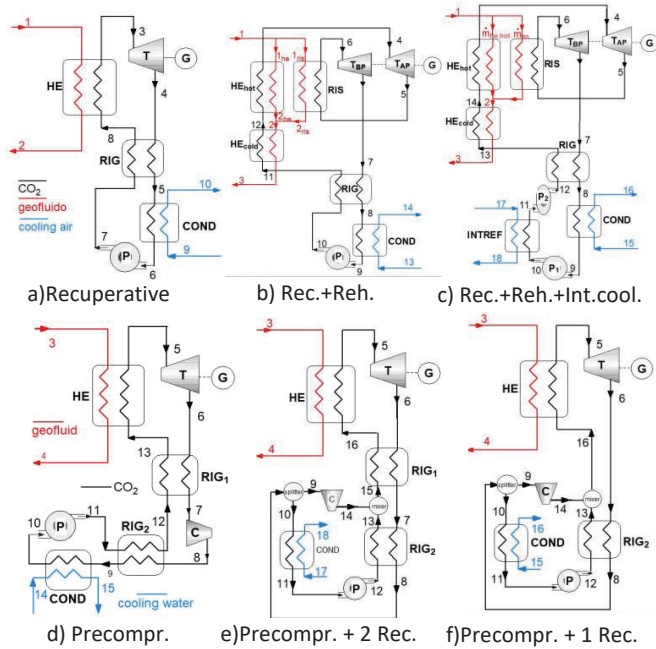 1
2
HE
3
T
G
4
8
RIG
CO₂
geofluido
cooling air
5
10
COND
7
(P)
6
9
a)Recuperative
1
4
1ne
1ris
6
TBP
TAP
G
HEhot
RIS
5
12
2ne
2
2ris
HEcold
3
11
7
RIG
8
14
10
(P)
COND
9
13
b) Rec.+Reh.
1
ṁne,hot
ṁris
6
4
TBP
TAP
G
HEhot
RIS
5
14
2
HEcold
13
3
7
RIG
12
P2
11
8
16
17
INTREF
COND
18
10
P1
9
15
c) Rec.+Reh.+Int.cool.
3
5
T
G
HE
6
geofluid
4
13
RIG1
CO₂
12
7
C
8
10
(P)
11
RIG2
9
14
15
COND
cooling water
d) Precompr.
3
5
T
G
HE
6
4
16
RIG1
15
splitter
9
C
mixer
14
10
13
7
18
COND
RIG2
17
11
(P)
12
8
e)Precompr. + 2 Rec.
3
5
T
G
HE
6
4
16
splitter
9
C
mixer
14
10
13
16
COND
RIG2
15
11
(P)
12
8
f)Precompr. + 1 Rec.